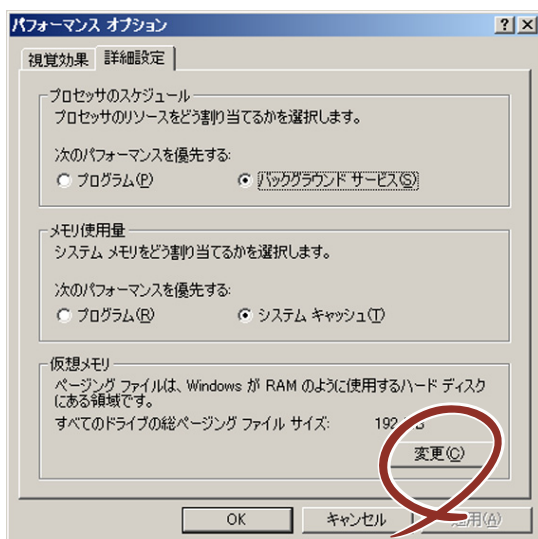 パフォーマンス オプション
視覚効果 詳細設定
プロセッサのスケジュール
プロセッサのリソースをどう割り当てるかを選択します。
次のパフォーマンスを優先する:
プログラム(P) バックグラウンド サービス(S)
メモリ使用量
システム メモリをどう割り当てるかを選択します。
次のパフォーマンスを優先する:
プログラム(R) システム キャッシュ(T)
仮想メモリ
ページング ファイルは、Windows が RAM のように使用するハード ディスク
にある領域です。
すべてのドライブの総ページング ファイル サイズ: 192
変更(C)
OK キャンセル